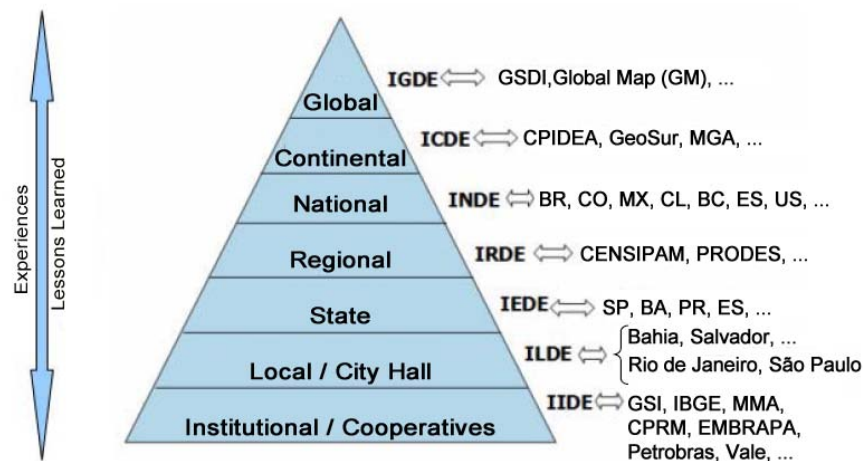 Experiences
Lessons Learned
Global
IGDE
GSDI,Global Map (GM), ...
Continental
ICDE
CPIDEA, GeoSur, MGA, ...
National
INDE
BR, CO, MX, CL, BC, ES, US, ...
Regional
IRDE
CENSIPAM, PRODES, ...
State
IEDE
SP, BA, PR, ES, ...
Local / City Hall
ILDE
Bahia, Salvador, ...
Rio de Janeiro, São Paulo
Institutional / Cooperatives
IIDE
GSI, IBGE, MMA,
CPRM, EMBRAPA,
Petrobras, Vale, ...